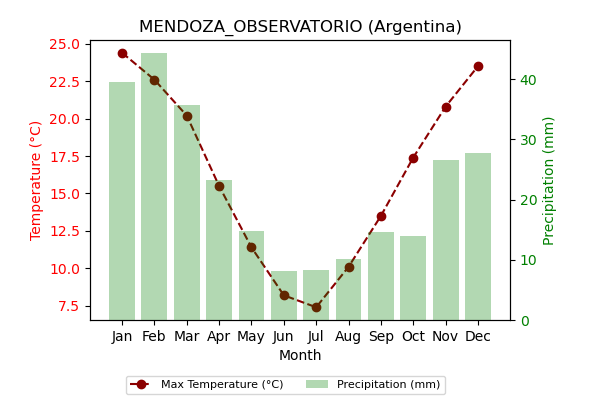 MENDOZA_OBSERVATORIO (Argentina)
25.0
22.5
20.0
17.5
15.0
12.5
10.0
7.5
Temperature (°C)
40
30
20
10
0
Precipitation (mm)
Jan Feb Mar Apr May Jun Jul Aug Sep Oct Nov Dec
Month
Max Temperature (°C) Precipitation (mm)